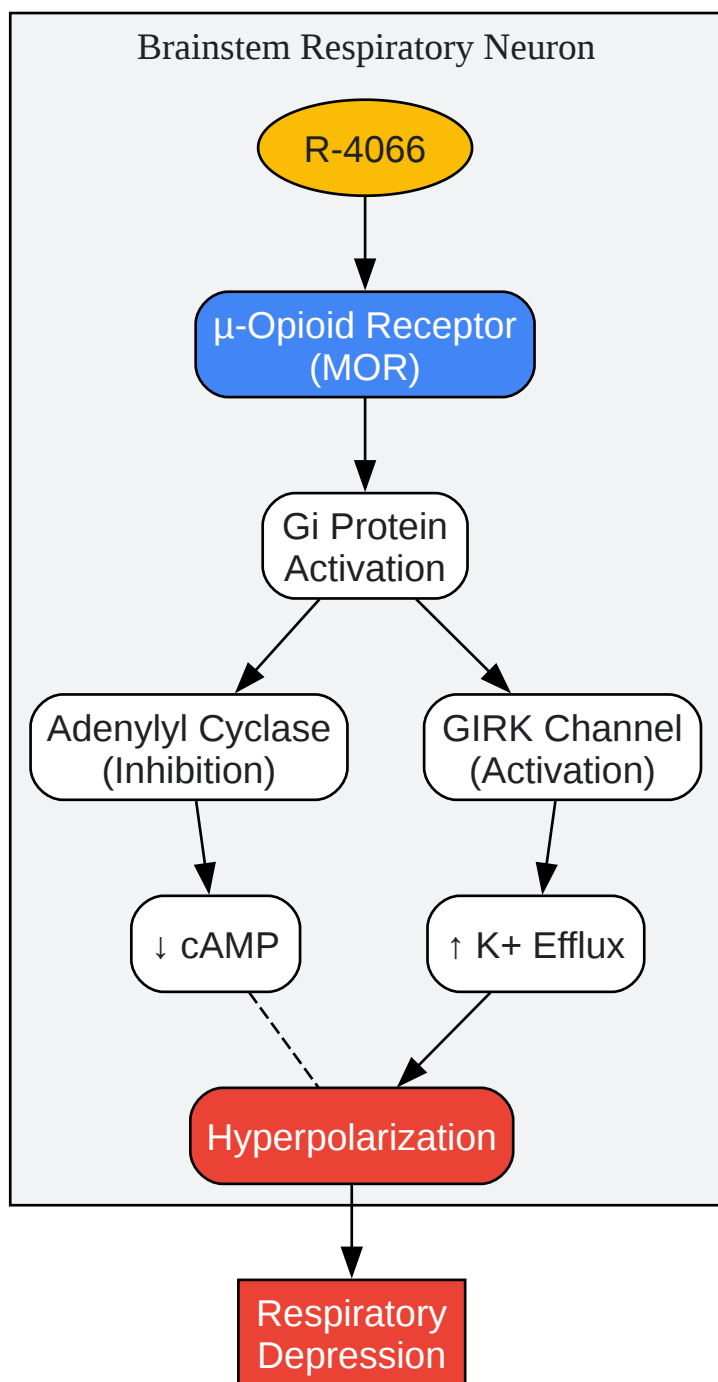 Brainstem Respiratory Neuron
R-4066
µ-Opioid Receptor
(MOR)
Gi Protein
Activation
Adenylyl Cyclase
(Inhibition)
GIRK Channel
(Activation)
↓ cAMP
↑ K+ Efflux
Hyperpolarization
Respiratory
Depression